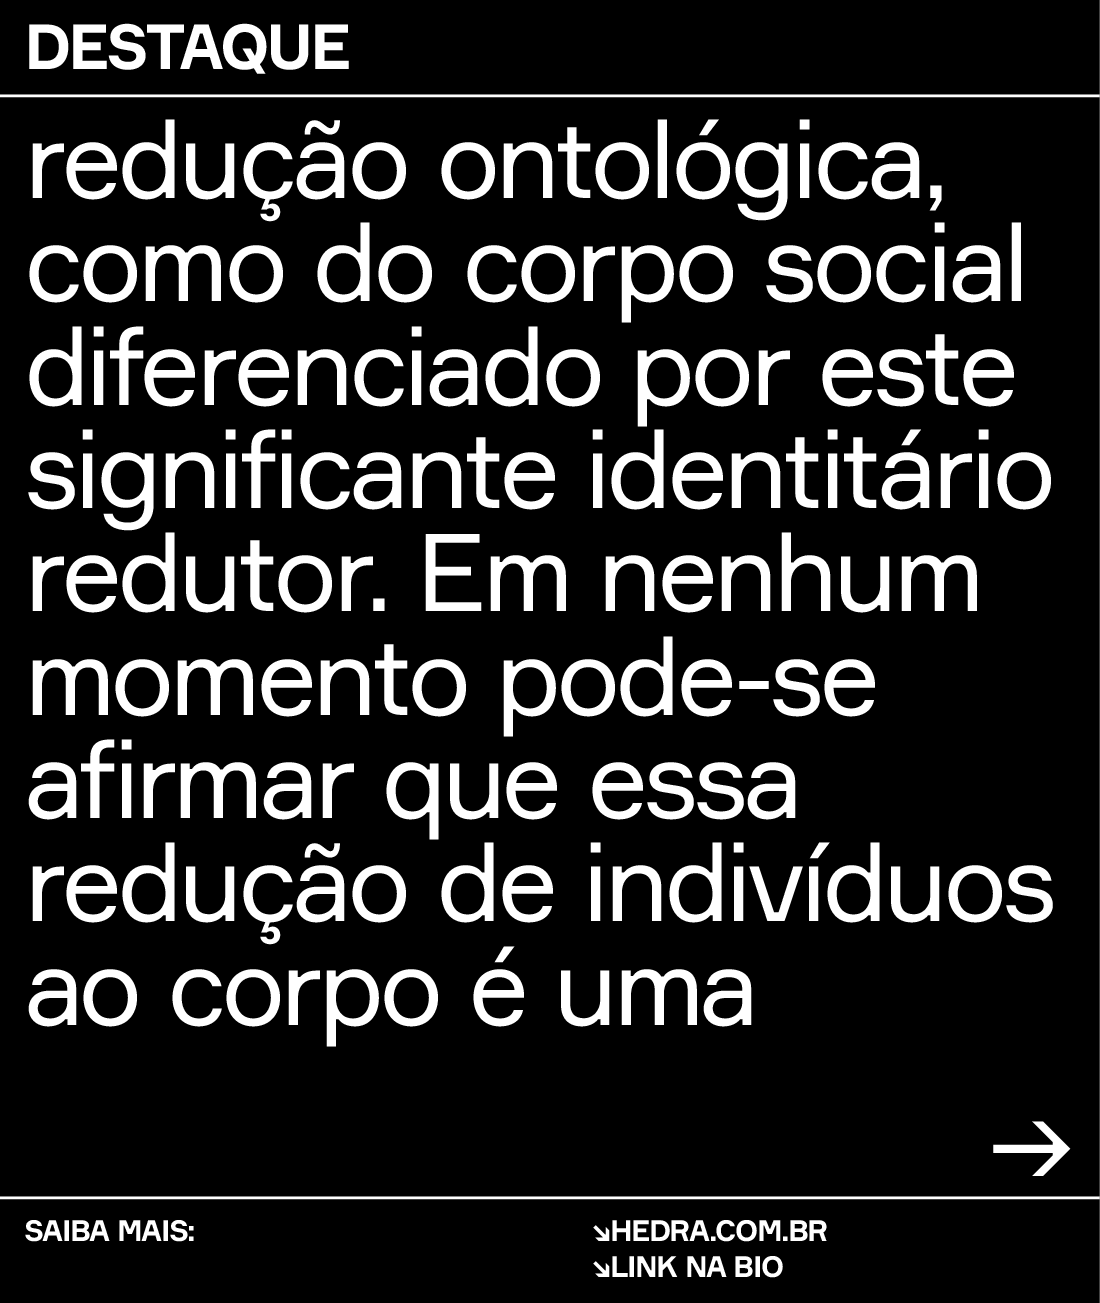 DESTAQUE
redução ontológica,
como do corpo social
diferenciado por este
significante identitário
redutor. Em nenhum
momento pode-se
afirmar que essa
redução de indivíduos
ao corpo é uma
→
SAIBA MAIS:
↘HEDRA.COM.BR
↘LINK NA BIO